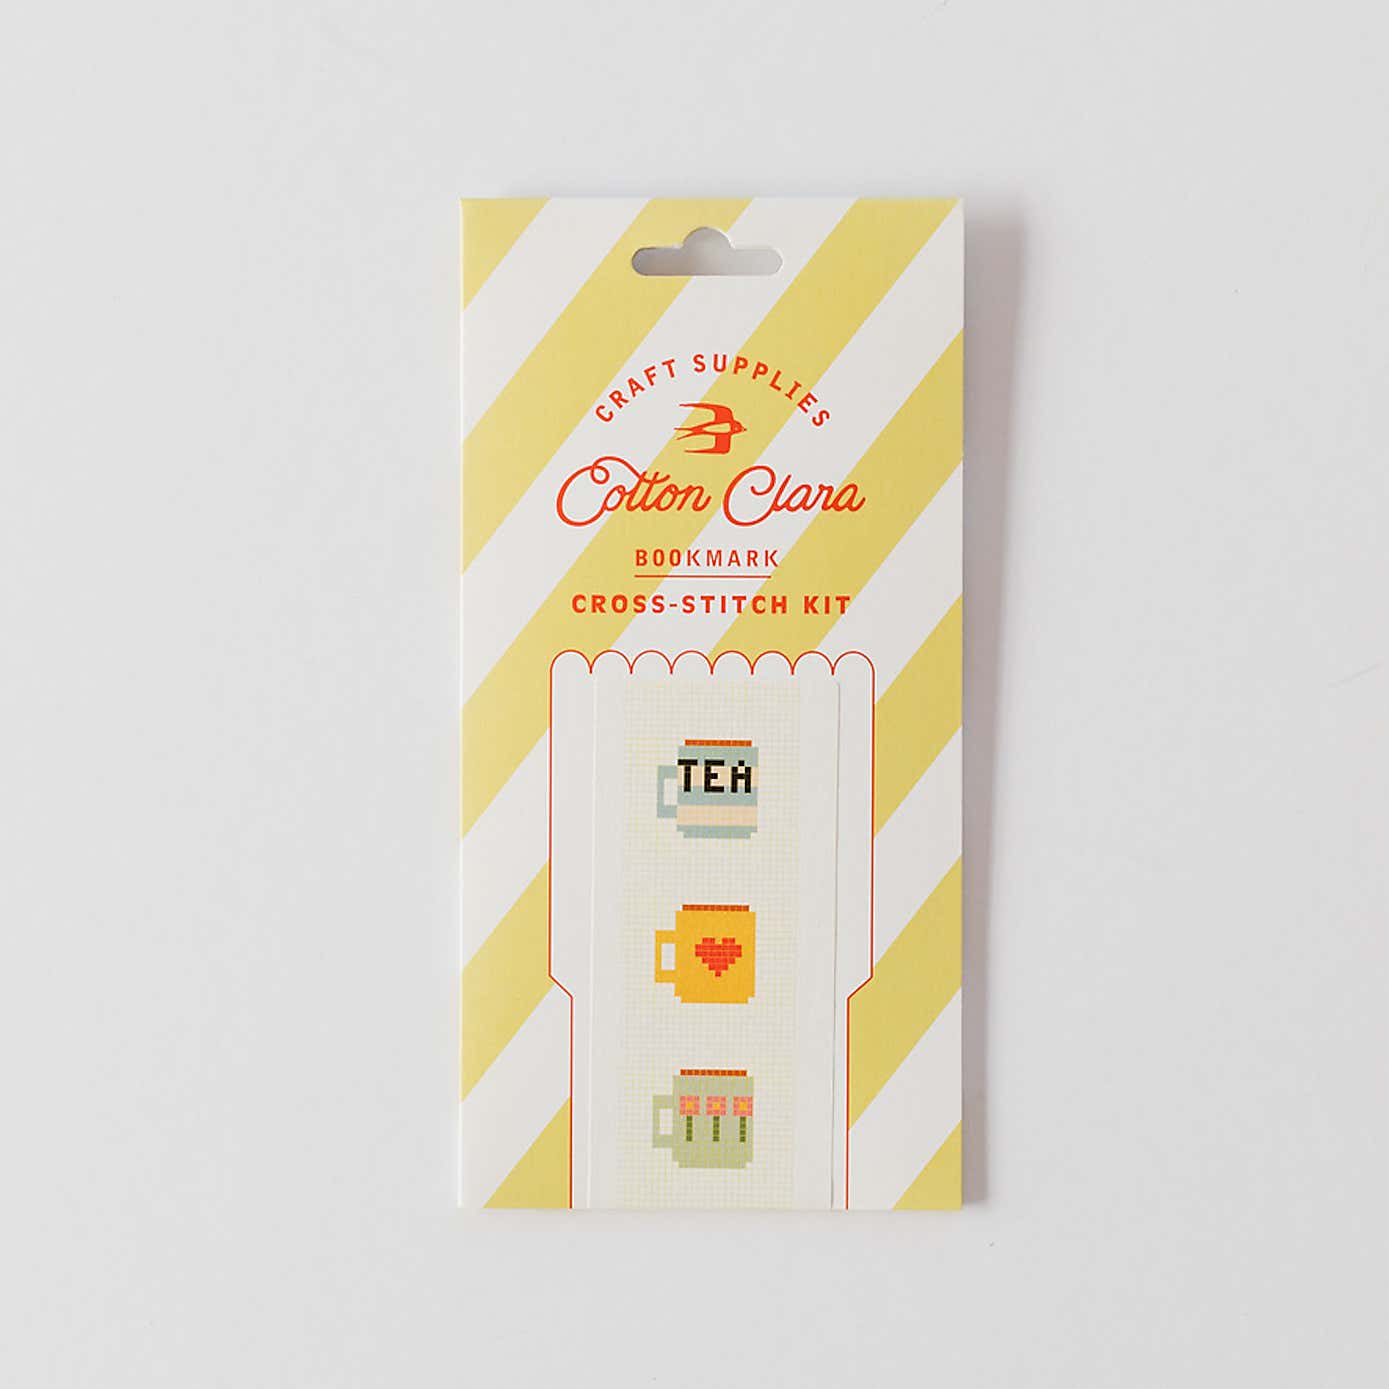 CRAFT SUPPLIES
Cotton Clara
BOOKMARK
CROSS-STITCH KIT
TEA